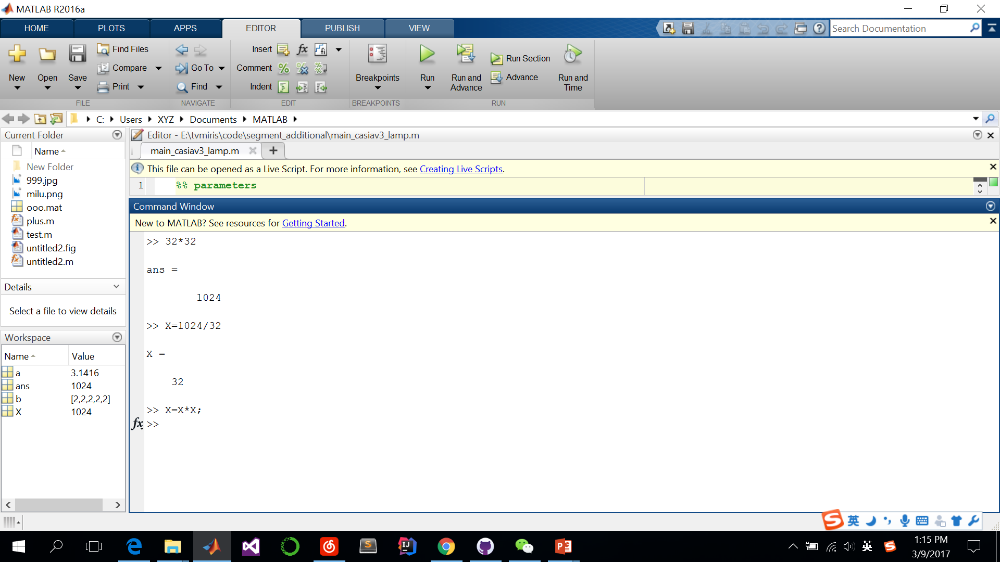 MATLAB R2016a
HOME PLOTS APPS EDITOR PUBLISH VIEW
Search Documentation
New Open Save
Find Files
Compare
Print
FILE
Go To
Find
NAVIGATE
Insert fx fi
Comment
Indent
EDIT
Breakpoints
BREAKPOINTS
Run
Run and Advance
Run Section
Advance
Run and Time
RUN
C: Users XYZ Documents MATLAB
Current Folder
Name
New Folder
999.jpg
milu.png
ooo.mat
plus.m
test.m
untitled2.fig
untitled2.m
Details
Select a file to view details
Workspace
Name Value
a 3.1416
ans 1024
b [2,2,2,2,2]
X 1024
Editor - E:\tvmiris\code\segment_additional\main_casiav3_lamp.m
main_casiav3_lamp.m
This file can be opened as a Live Script. For more information, see Creating Live Scripts.
1 %% parameters
Command Window
New to MATLAB? See resources for Getting Started.
>> 32*32
ans =
1024
>> X=1024/32
X =
32
>> X=X*X;
fx >>
英
英
1:15 PM
3/9/2017